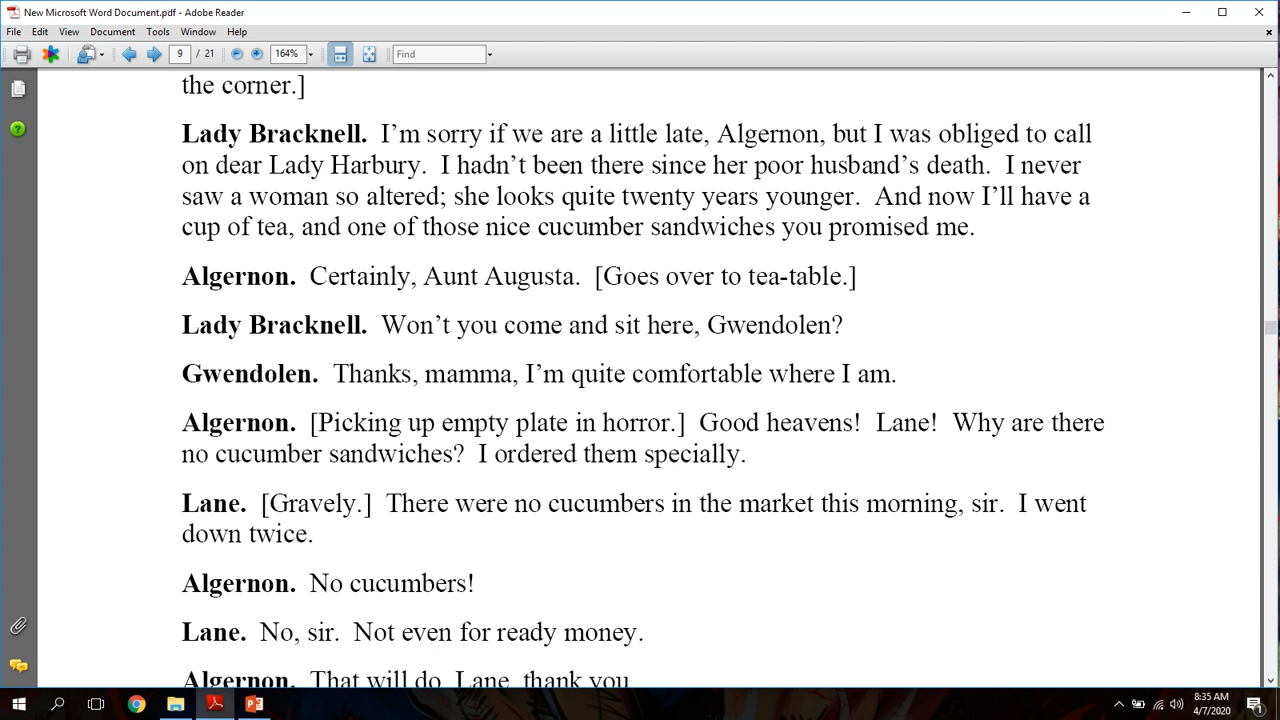 New Microsoft Word Document.pdf - Adobe Reader
File Edit View Document Tools Window Help
9 / 21 164% Find
the corner.]
Lady Bracknell. I’m sorry if we are a little late, Algernon, but I was obliged to call
on dear Lady Harbury. I hadn’t been there since her poor husband’s death. I never
saw a woman so altered; she looks quite twenty years younger. And now I’ll have a
cup of tea, and one of those nice cucumber sandwiches you promised me.
Algernon. Certainly, Aunt Augusta. [Goes over to tea-table.]
Lady Bracknell. Won’t you come and sit here, Gwendolen?
Gwendolen. Thanks, mamma, I’m quite comfortable where I am.
Algernon. [Picking up empty plate in horror.] Good heavens! Lane! Why are there
no cucumber sandwiches? I ordered them specially.
Lane. [Gravely.] There were no cucumbers in the market this morning, sir. I went
down twice.
Algernon. No cucumbers!
Lane. No, sir. Not even for ready money.
Algernon. That will do, Lane, thank you
8:35 AM
4/7/2020